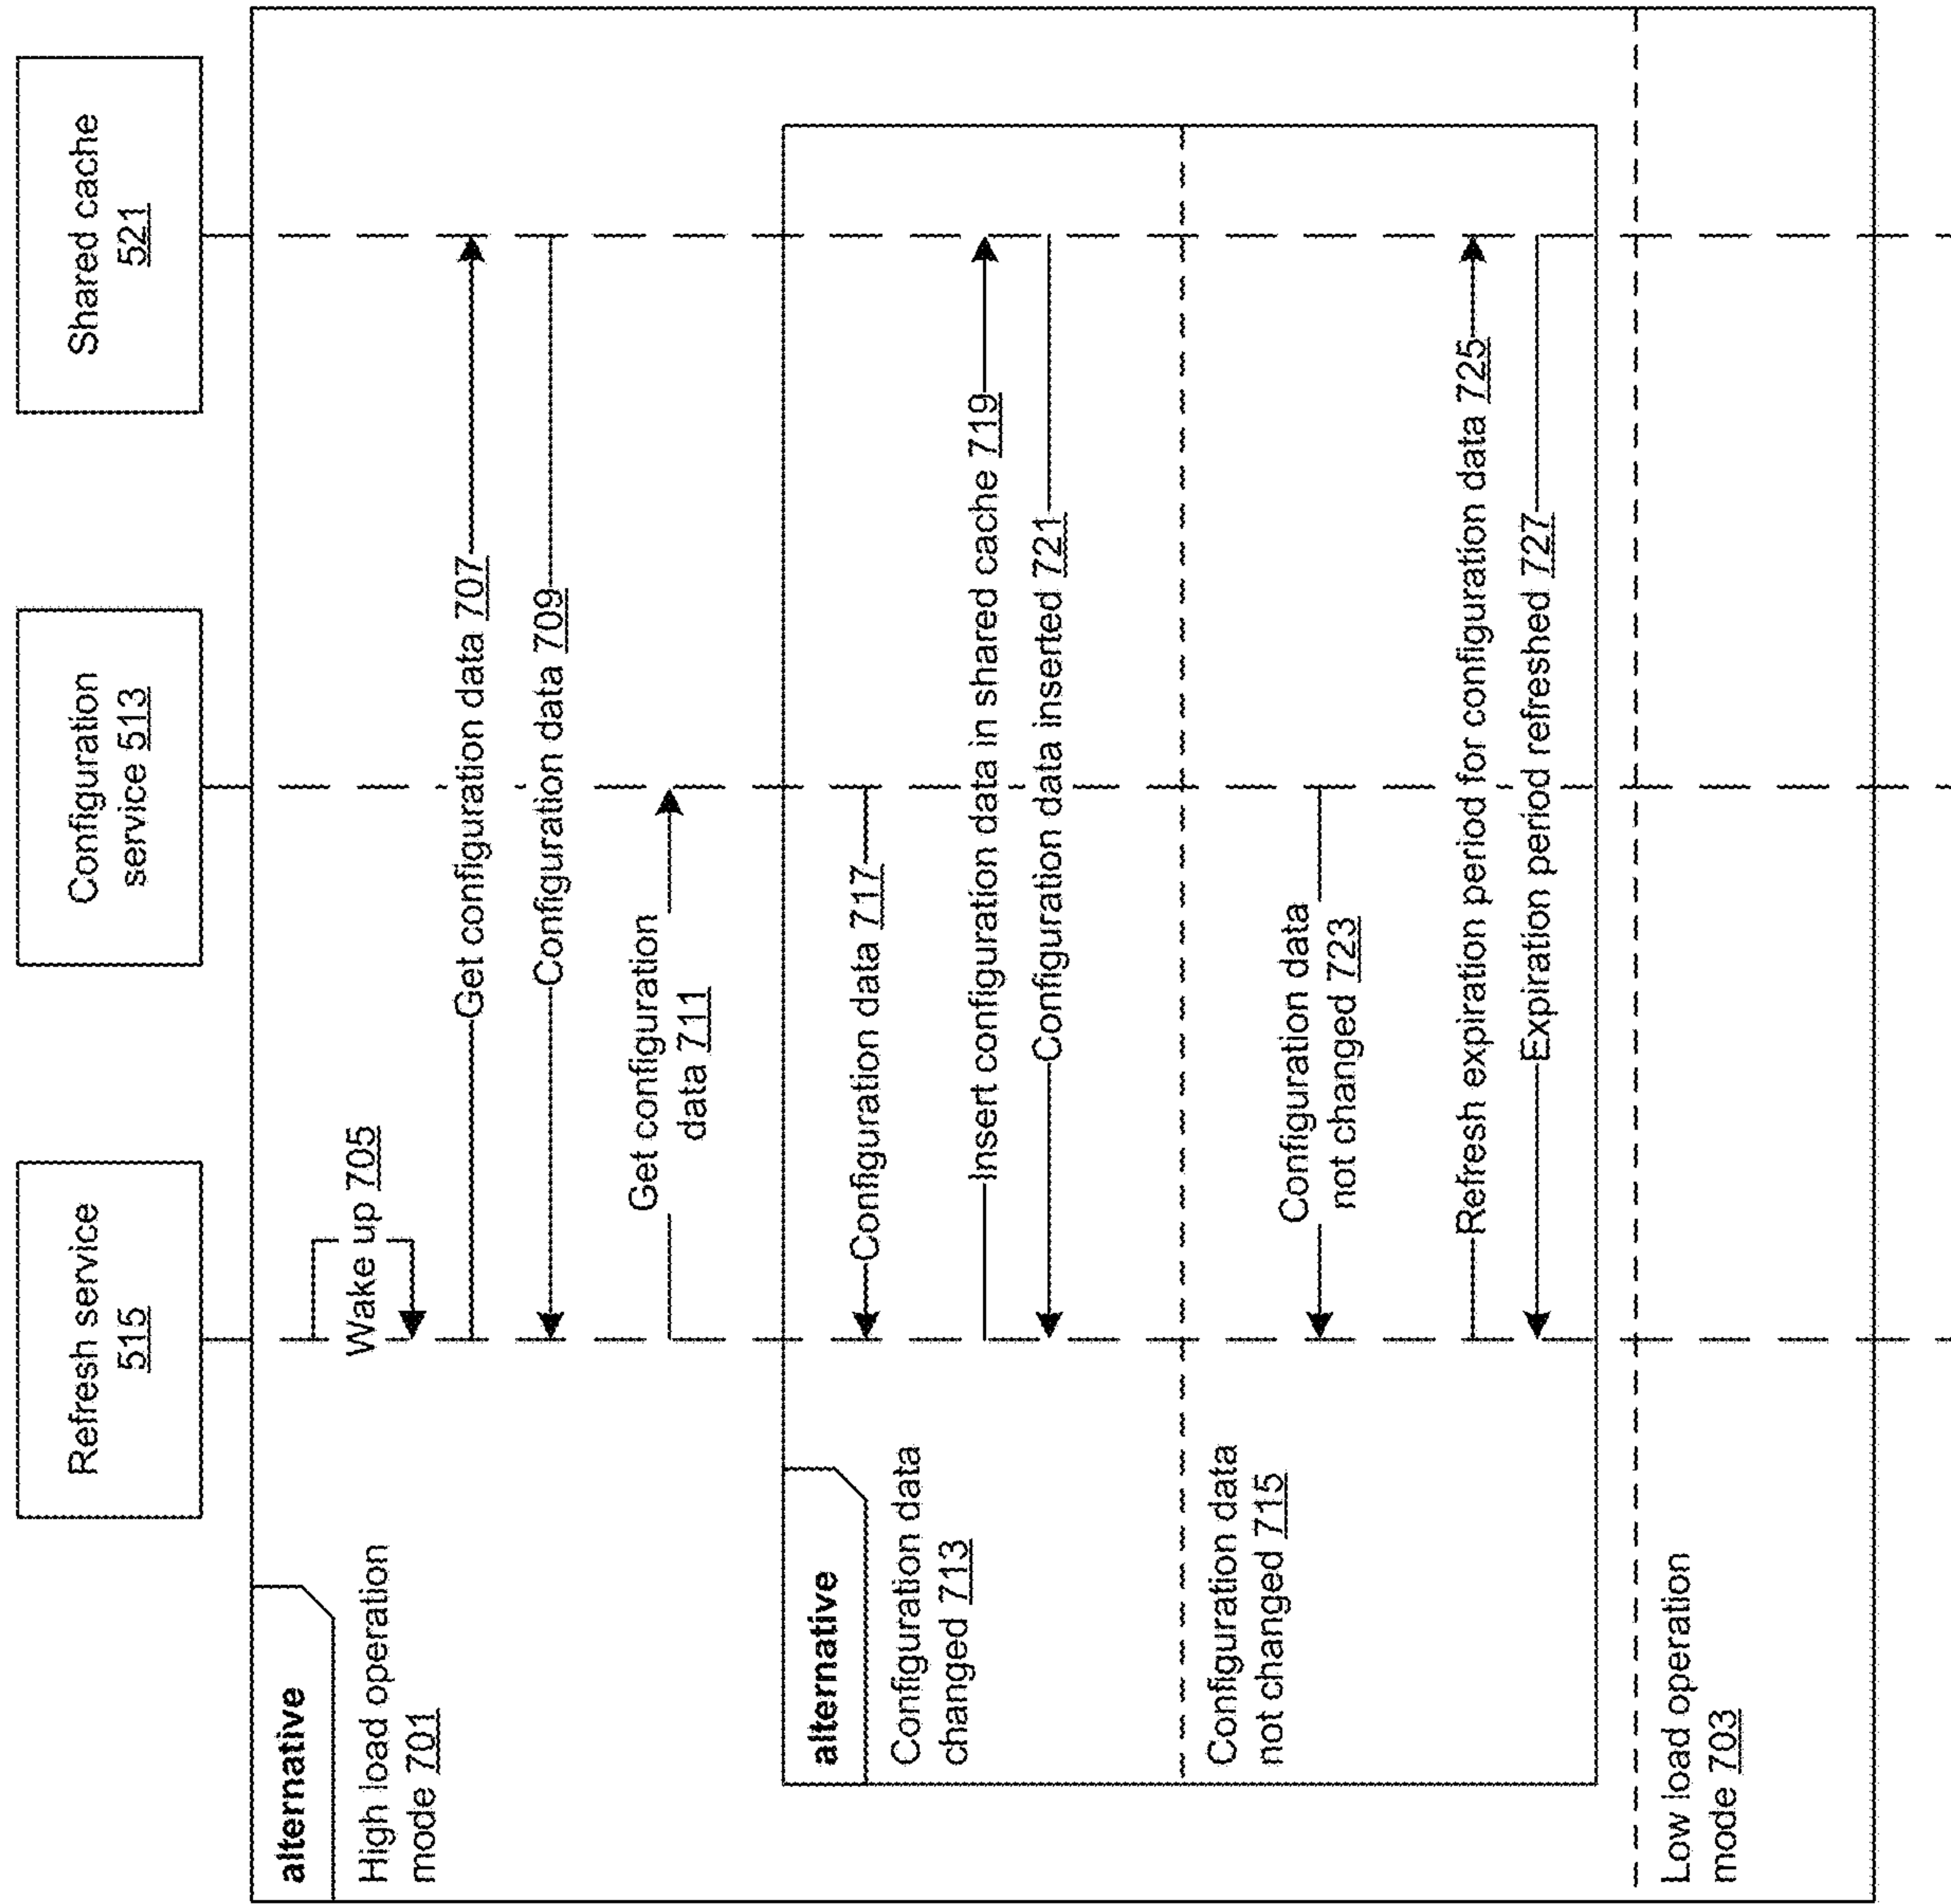 Refresh service
515
Configuration
service 513
Shared cache
521
alternative
High load operation
mode 701
Wake up 705
Get configuration data 707
Configuration data 709
Get configuration
data 711
alternative
Configuration data
changed 713
Configuration data 717
Insert configuration data in shared cache 719
Configuration data inserted 721
Configuration data
not changed 715
Configuration data
not changed 723
Refresh expiration period for configuration data 725
Expiration period refreshed 727
Low load operation
mode 703